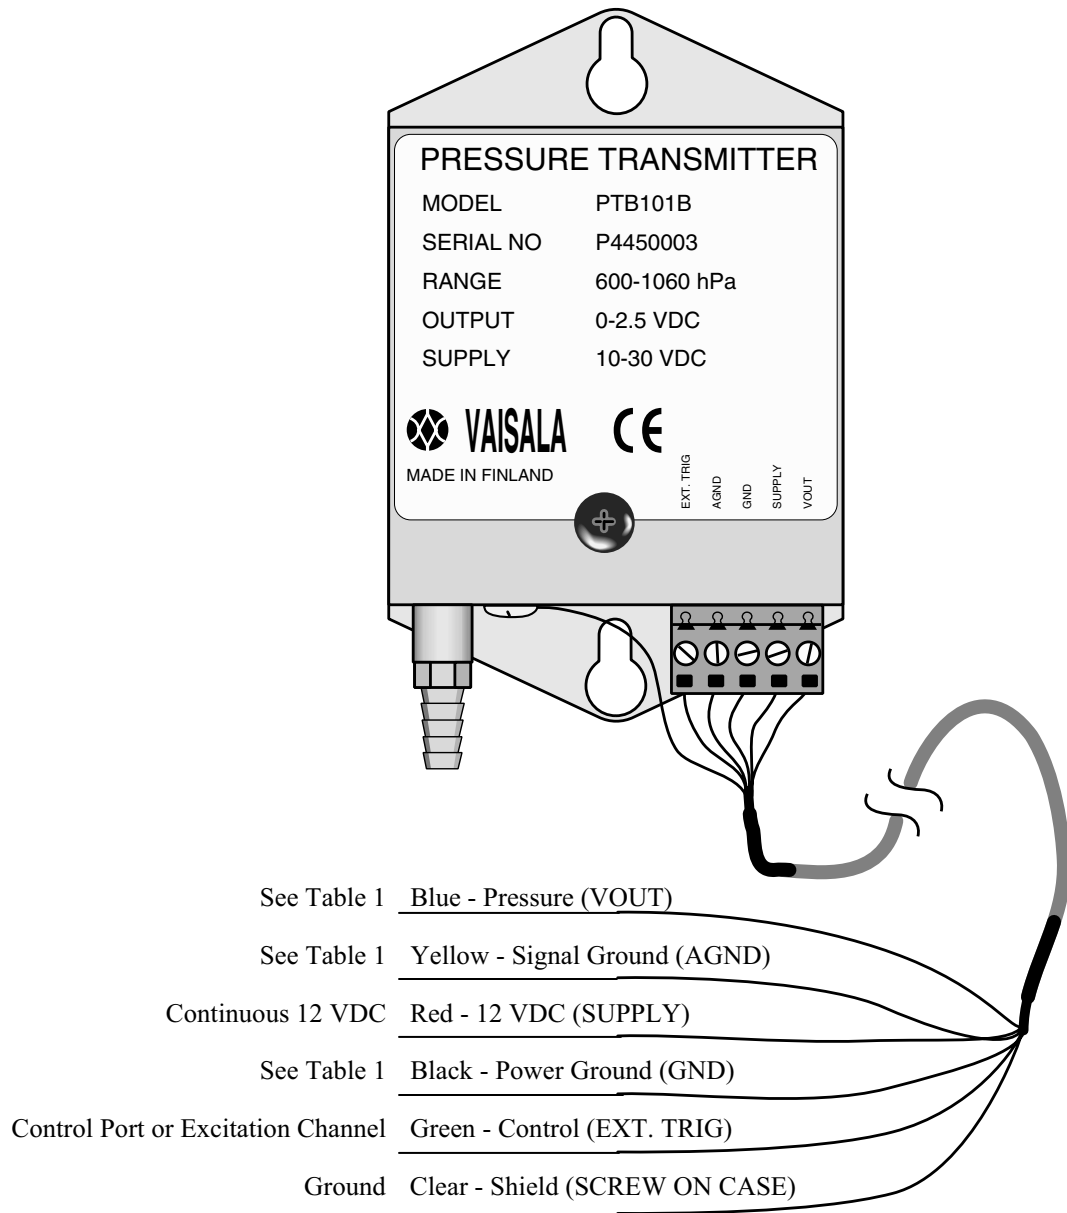 PRESSURE TRANSMITTER
MODEL PTB101B
SERIAL NO P4450003
RANGE 600-1060 hPa
OUTPUT 0-2.5 VDC
SUPPLY 10-30 VDC
VAISALA CE
MADE IN FINLAND
EXT. TRIG
AGND
GND
SUPPLY
VOUT
See Table 1 Blue - Pressure (VOUT)
See Table 1 Yellow - Signal Ground (AGND)
Continuous 12 VDC Red - 12 VDC (SUPPLY)
See Table 1 Black - Power Ground (GND)
Control Port or Excitation Channel Green - Control (EXT. TRIG)
Ground Clear - Shield (SCREW ON CASE)